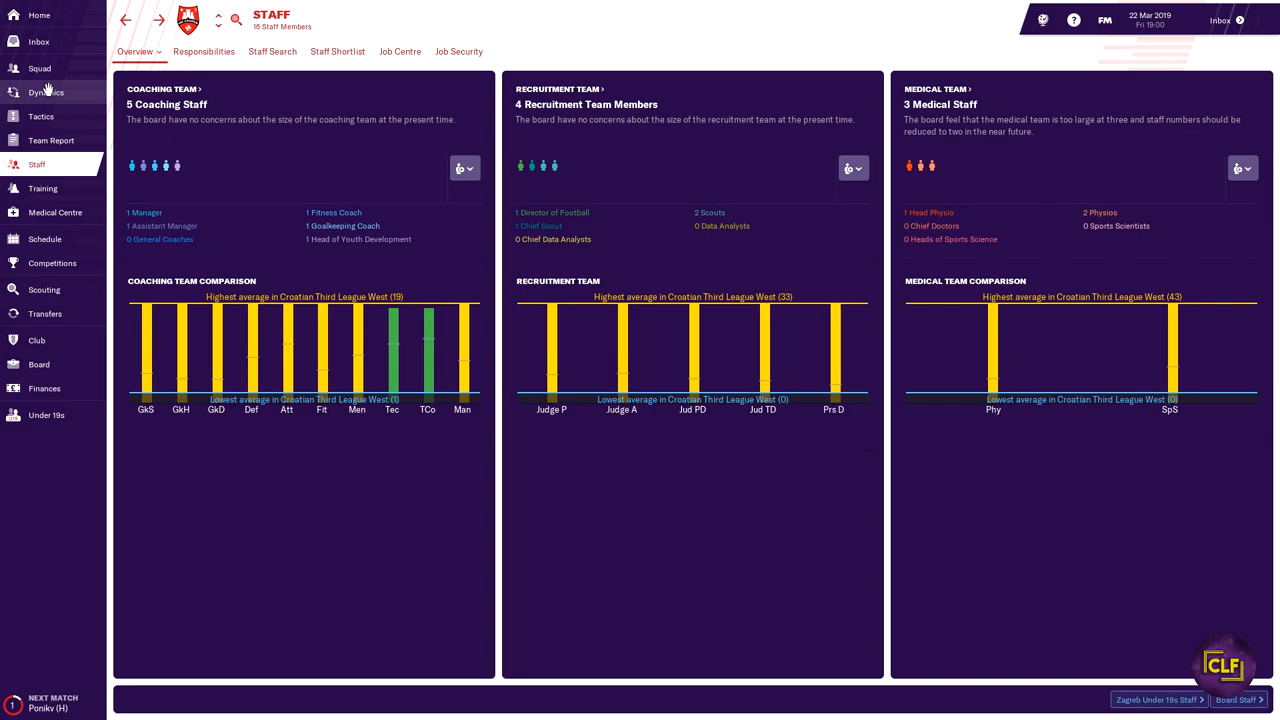 Home
Inbox
Squad
Dynamics
Tactics
Team Report
Staff
Training
Medical Centre
Schedule
Competitions
Scouting
Transfers
Club
Board
Finances
Under 19s
NEXT MATCH
1
Ponikv (H)
STAFF
16 Staff Members
? FM
22 Mar 2019
Fri 19:00
Inbox
Overview Responsibilities Staff Search Staff Shortlist Job Centre Job Security
COACHING TEAM >
5 Coaching Staff
The board have no concerns about the size of the coaching team at the present time.
1 Manager 1 Fitness Coach
1 Assistant Manager 1 Goalkeeping Coach
0 General Coaches 1 Head of Youth Development
COACHING TEAM COMPARISON
Highest average in Croatian Third League West (19)
Lowest average in Croatian Third League West (1)
GkS GkH GkD Def Att Fit Men Tec TCo Man
RECRUITMENT TEAM >
4 Recruitment Team Members
The board have no concerns about the size of the recruitment team at the present time.
1 Director of Football 2 Scouts
1 Chief Scout 0 Data Analysts
0 Chief Data Analysts
RECRUITMENT TEAM
Highest average in Croatian Third League West (33)
Lowest average in Croatian Third League West (0)
Judge P Judge A Jud PD Jud TD Prs D
MEDICAL TEAM >
3 Medical Staff
The board feel that the medical team is too large at three and staff numbers should be
reduced to two in the near future.
1 Head Physio 2 Physios
0 Chief Doctors 0 Sports Scientists
0 Heads of Sports Science
MEDICAL TEAM COMPARISON
Highest average in Croatian Third League West (43)
Lowest average in Croatian Third League West (0)
Phy SpS
CLF
Zagreb Under 19s Staff > Board Staff >